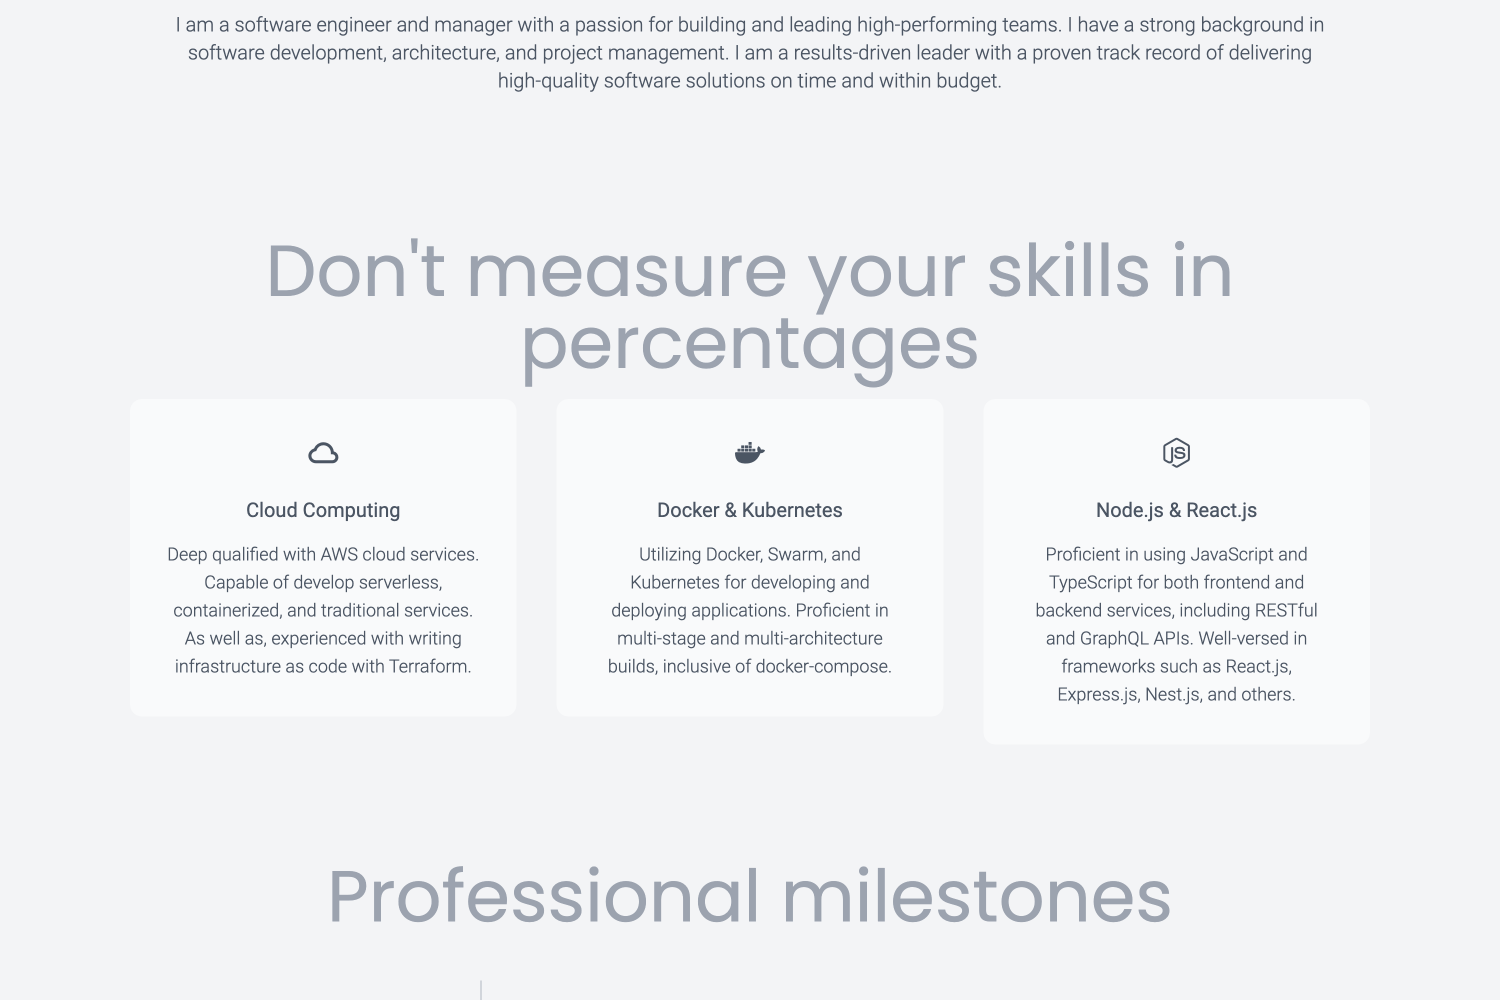 I am a software engineer and manager with a passion for building and leading high-performing teams. I have a strong background in
software development, architecture, and project management. I am a results-driven leader with a proven track record of delivering
high-quality software solutions on time and within budget.
Don't measure your skills in
percentages
Cloud Computing
Deep qualified with AWS cloud services.
Capable of develop serverless,
containerized, and traditional services.
As well as, experienced with writing
infrastructure as code with Terraform.
Docker & Kubernetes
Utilizing Docker, Swarm, and
Kubernetes for developing and
deploying applications. Proficient in
multi-stage and multi-architecture
builds, inclusive of docker-compose.
JS
Node.js & React.js
Proficient in using JavaScript and
TypeScript for both frontend and
backend services, including RESTful
and GraphQL APIs. Well-versed in
frameworks such as React.js,
Express.js, Nest.js, and others.
Professional milestones